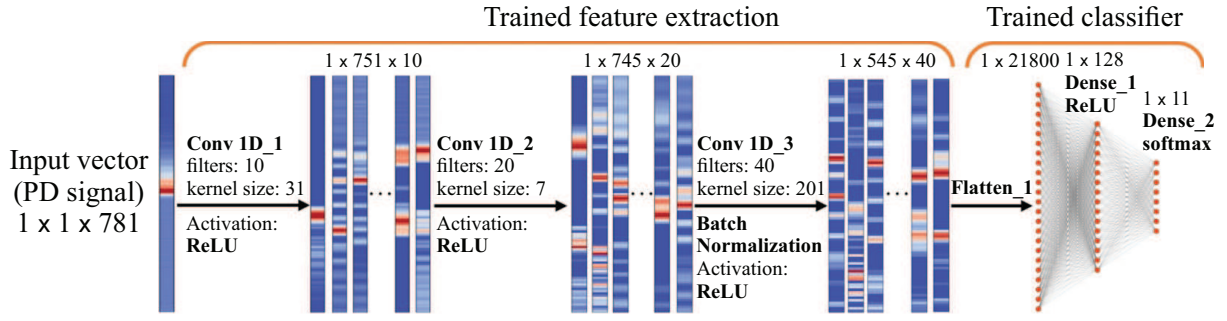 Trained feature extraction
Trained classifier
1 x 751 x 10
1 x 745 x 20
1 x 545 x 40
1 x 21800
1 x 128
Input vector
(PD signal)
1 x 1 x 781
Conv 1D_1
filters: 10
kernel size: 31
Activation:
ReLU
...
Conv 1D_2
filters: 20
kernel size: 7
Activation:
ReLU
...
Conv 1D_3
filters: 40
kernel size: 201
Batch
Normalization
Activation:
ReLU
...
Flatten_1
Dense_1
ReLU
1 x 11
Dense_2
softmax